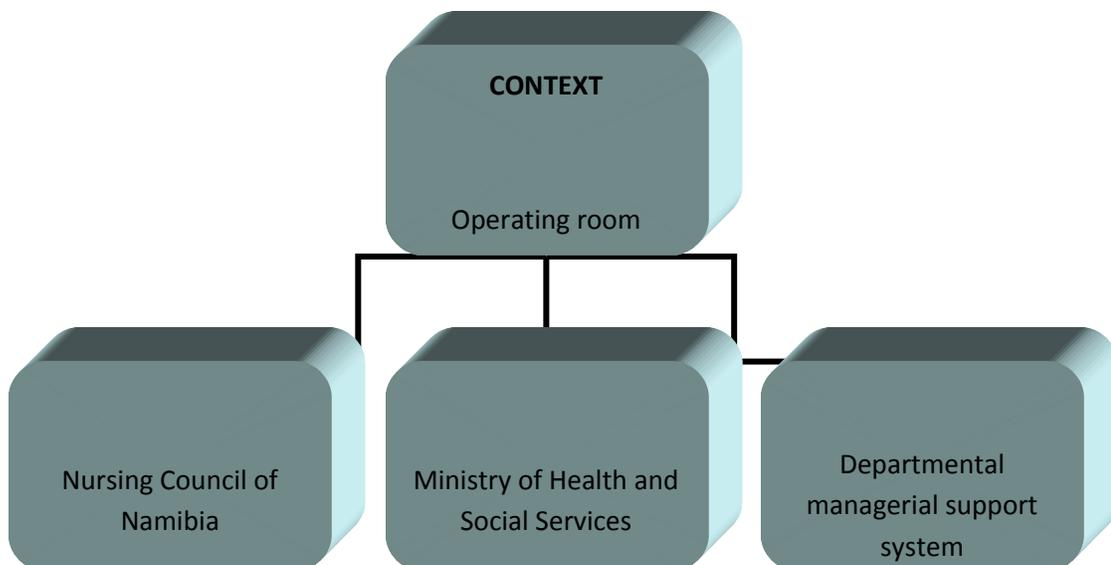 CONTEXT
Operating room
Nursing Council of
Namibia
Ministry of Health and
Social Services
Departmental
managerial support
system